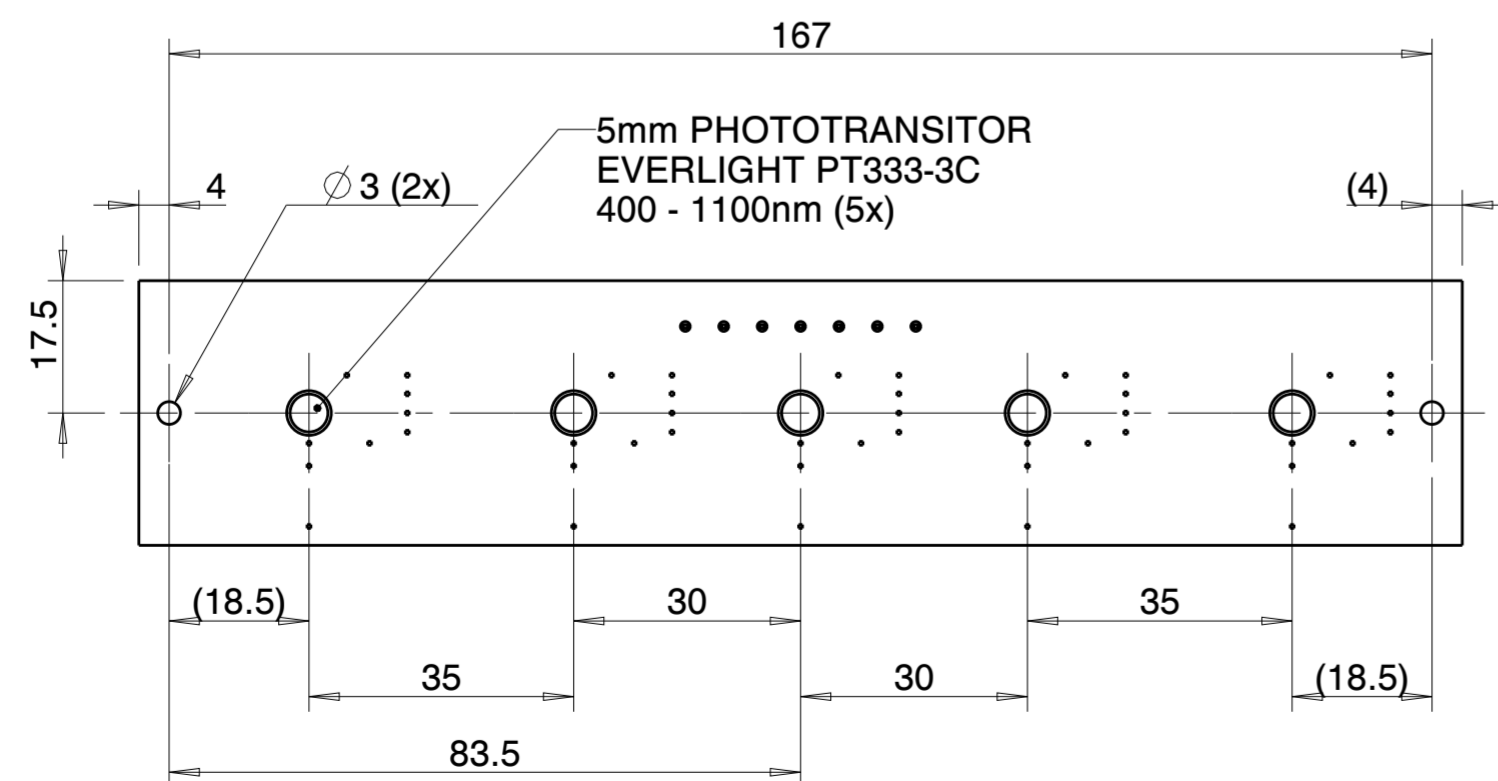 167
5mm PHOTOTRANSITOR
EVERLIGHT PT333-3C
400 - 1100nm (5x)
4
⌀ 3 (2x)
(4)
17.5
(18.5)
30
35
35
30
(18.5)
83.5